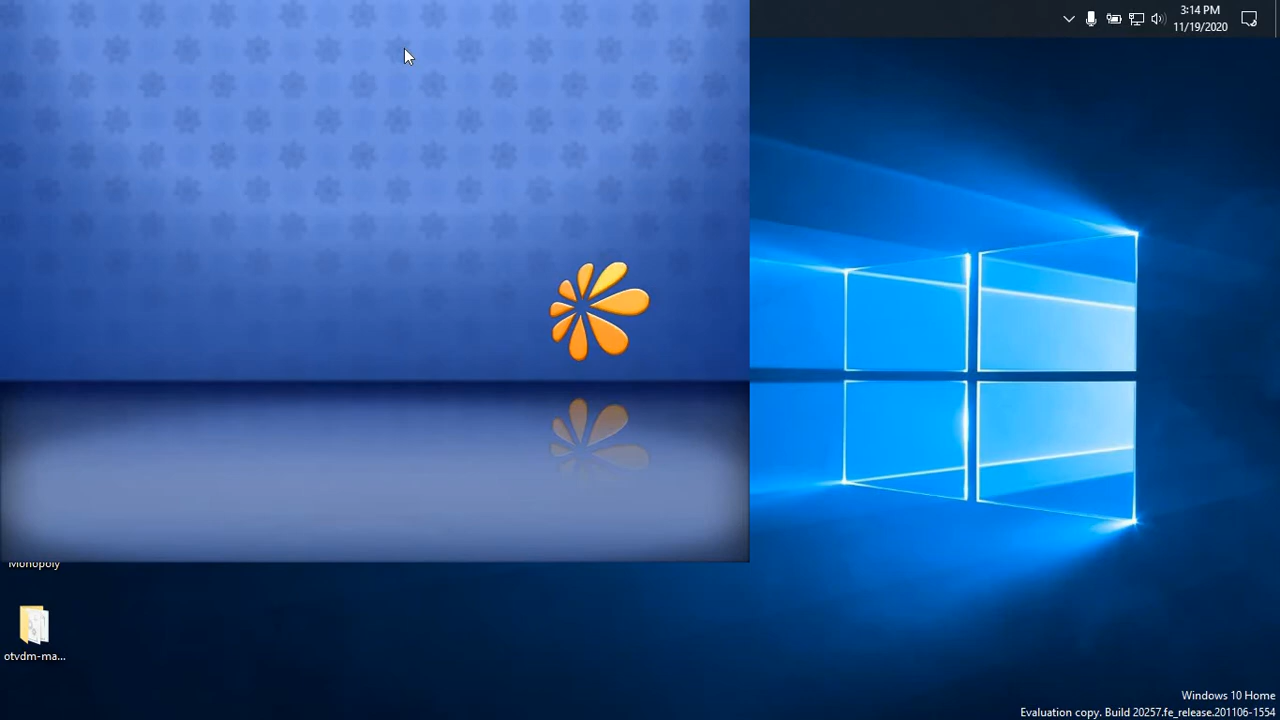 3:14 PM
11/19/2020
Monopoly
otvdm-ma...
Windows 10 Home
Evaluation copy. Build 20257.fe_release.201106-1554